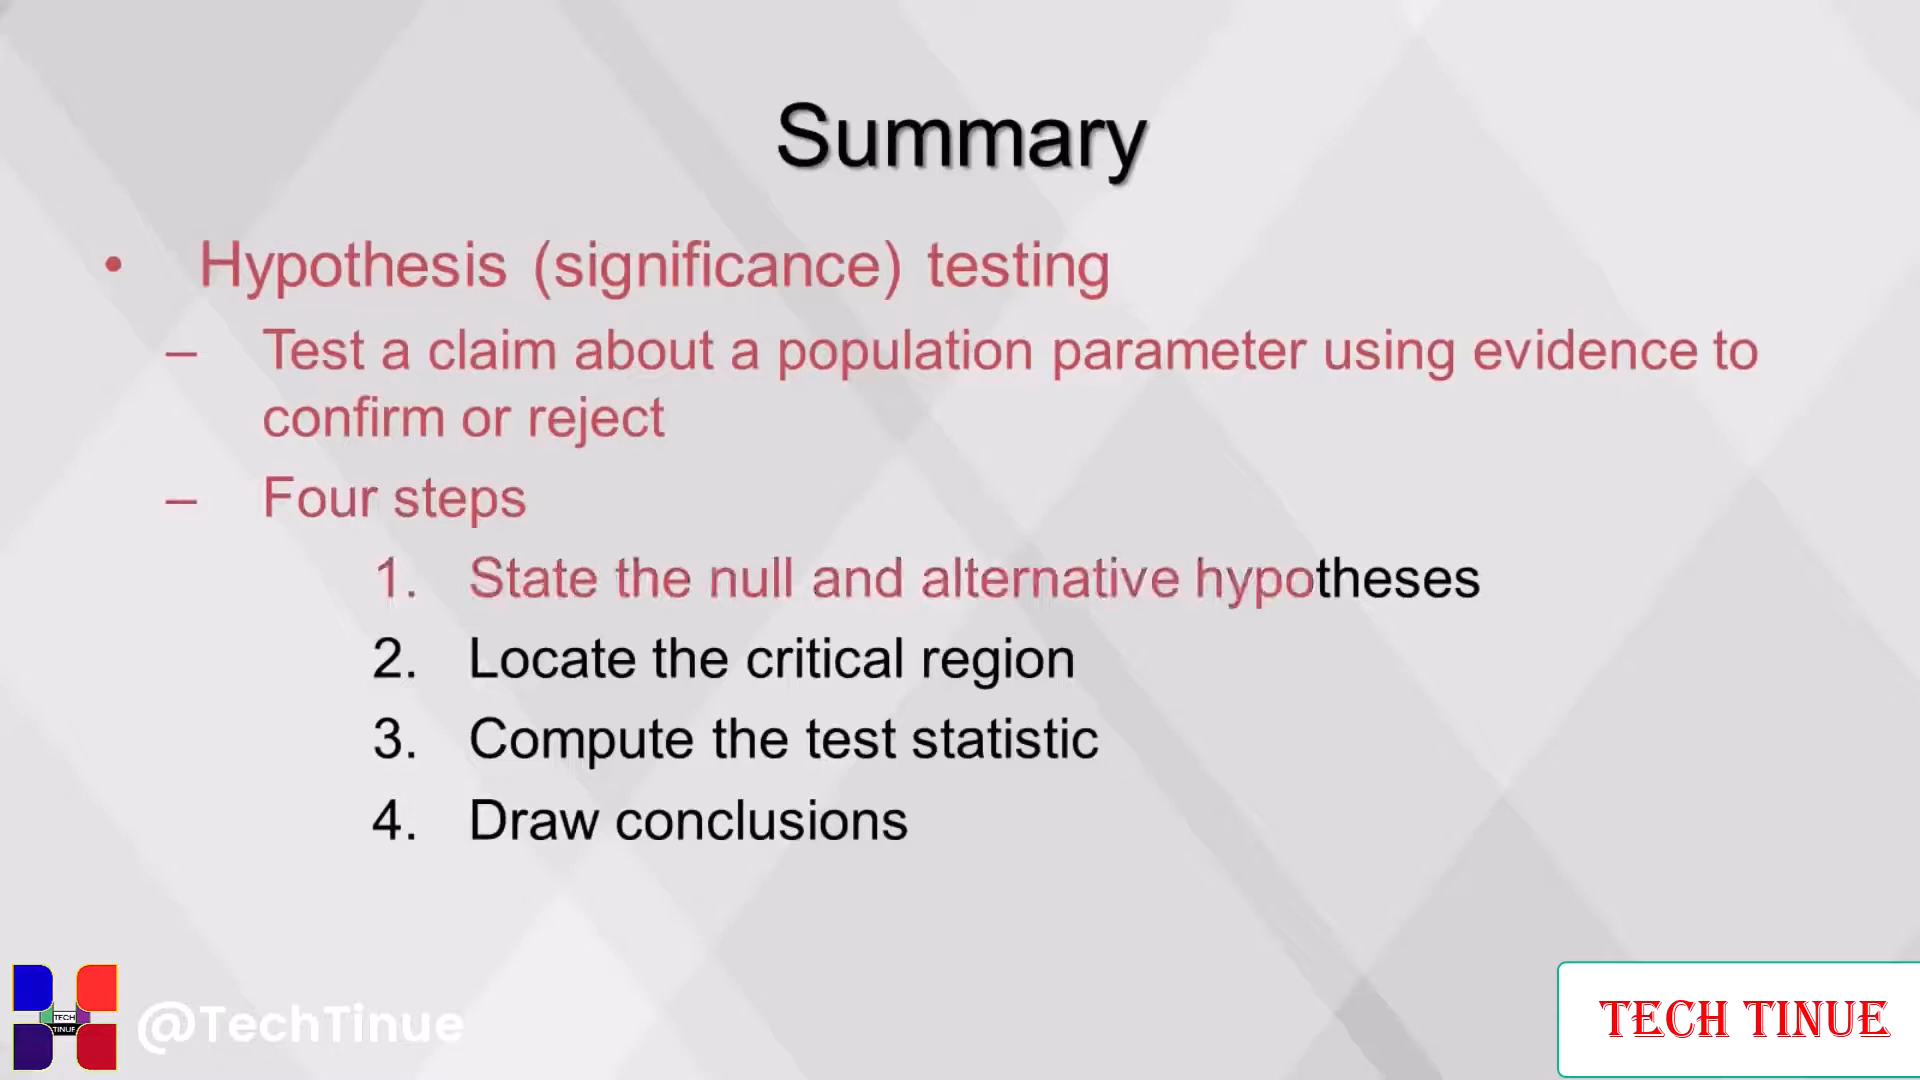 Summary
• Hypothesis (significance) testing
– Test a claim about a population parameter using evidence to
confirm or reject
– Four steps
1. State the null and alternative hypotheses
2. Locate the critical region
3. Compute the test statistic
4. Draw conclusions
TECH
TINUE
@TechTinue
TECH TINUE